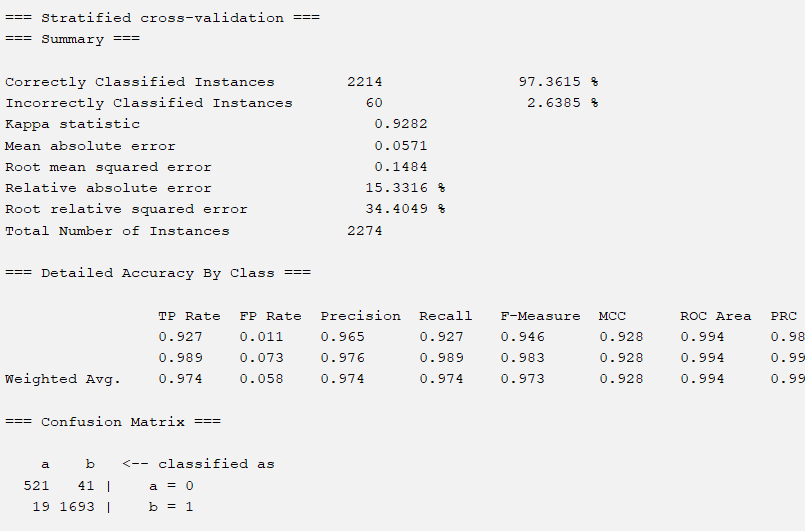 === Stratified cross-validation ===
=== Summary ===
Correctly Classified Instances 2214 97.3615 %
Incorrectly Classified Instances 60 2.6385 %
Kappa statistic 0.9282
Mean absolute error 0.0571
Root mean squared error 0.1484
Relative absolute error 15.3316 %
Root relative squared error 34.4049 %
Total Number of Instances 2274
=== Detailed Accuracy By Class ===
TP Rate FP Rate Precision Recall F-Measure MCC ROC Area PRC
0.927 0.011 0.965 0.927 0.946 0.928 0.994 0.98
0.989 0.073 0.976 0.989 0.983 0.928 0.994 0.99
Weighted Avg. 0.974 0.058 0.974 0.974 0.973 0.928 0.994 0.99
=== Confusion Matrix ===
a b <-- classified as
521 41 | a = 0
19 1693 | b = 1